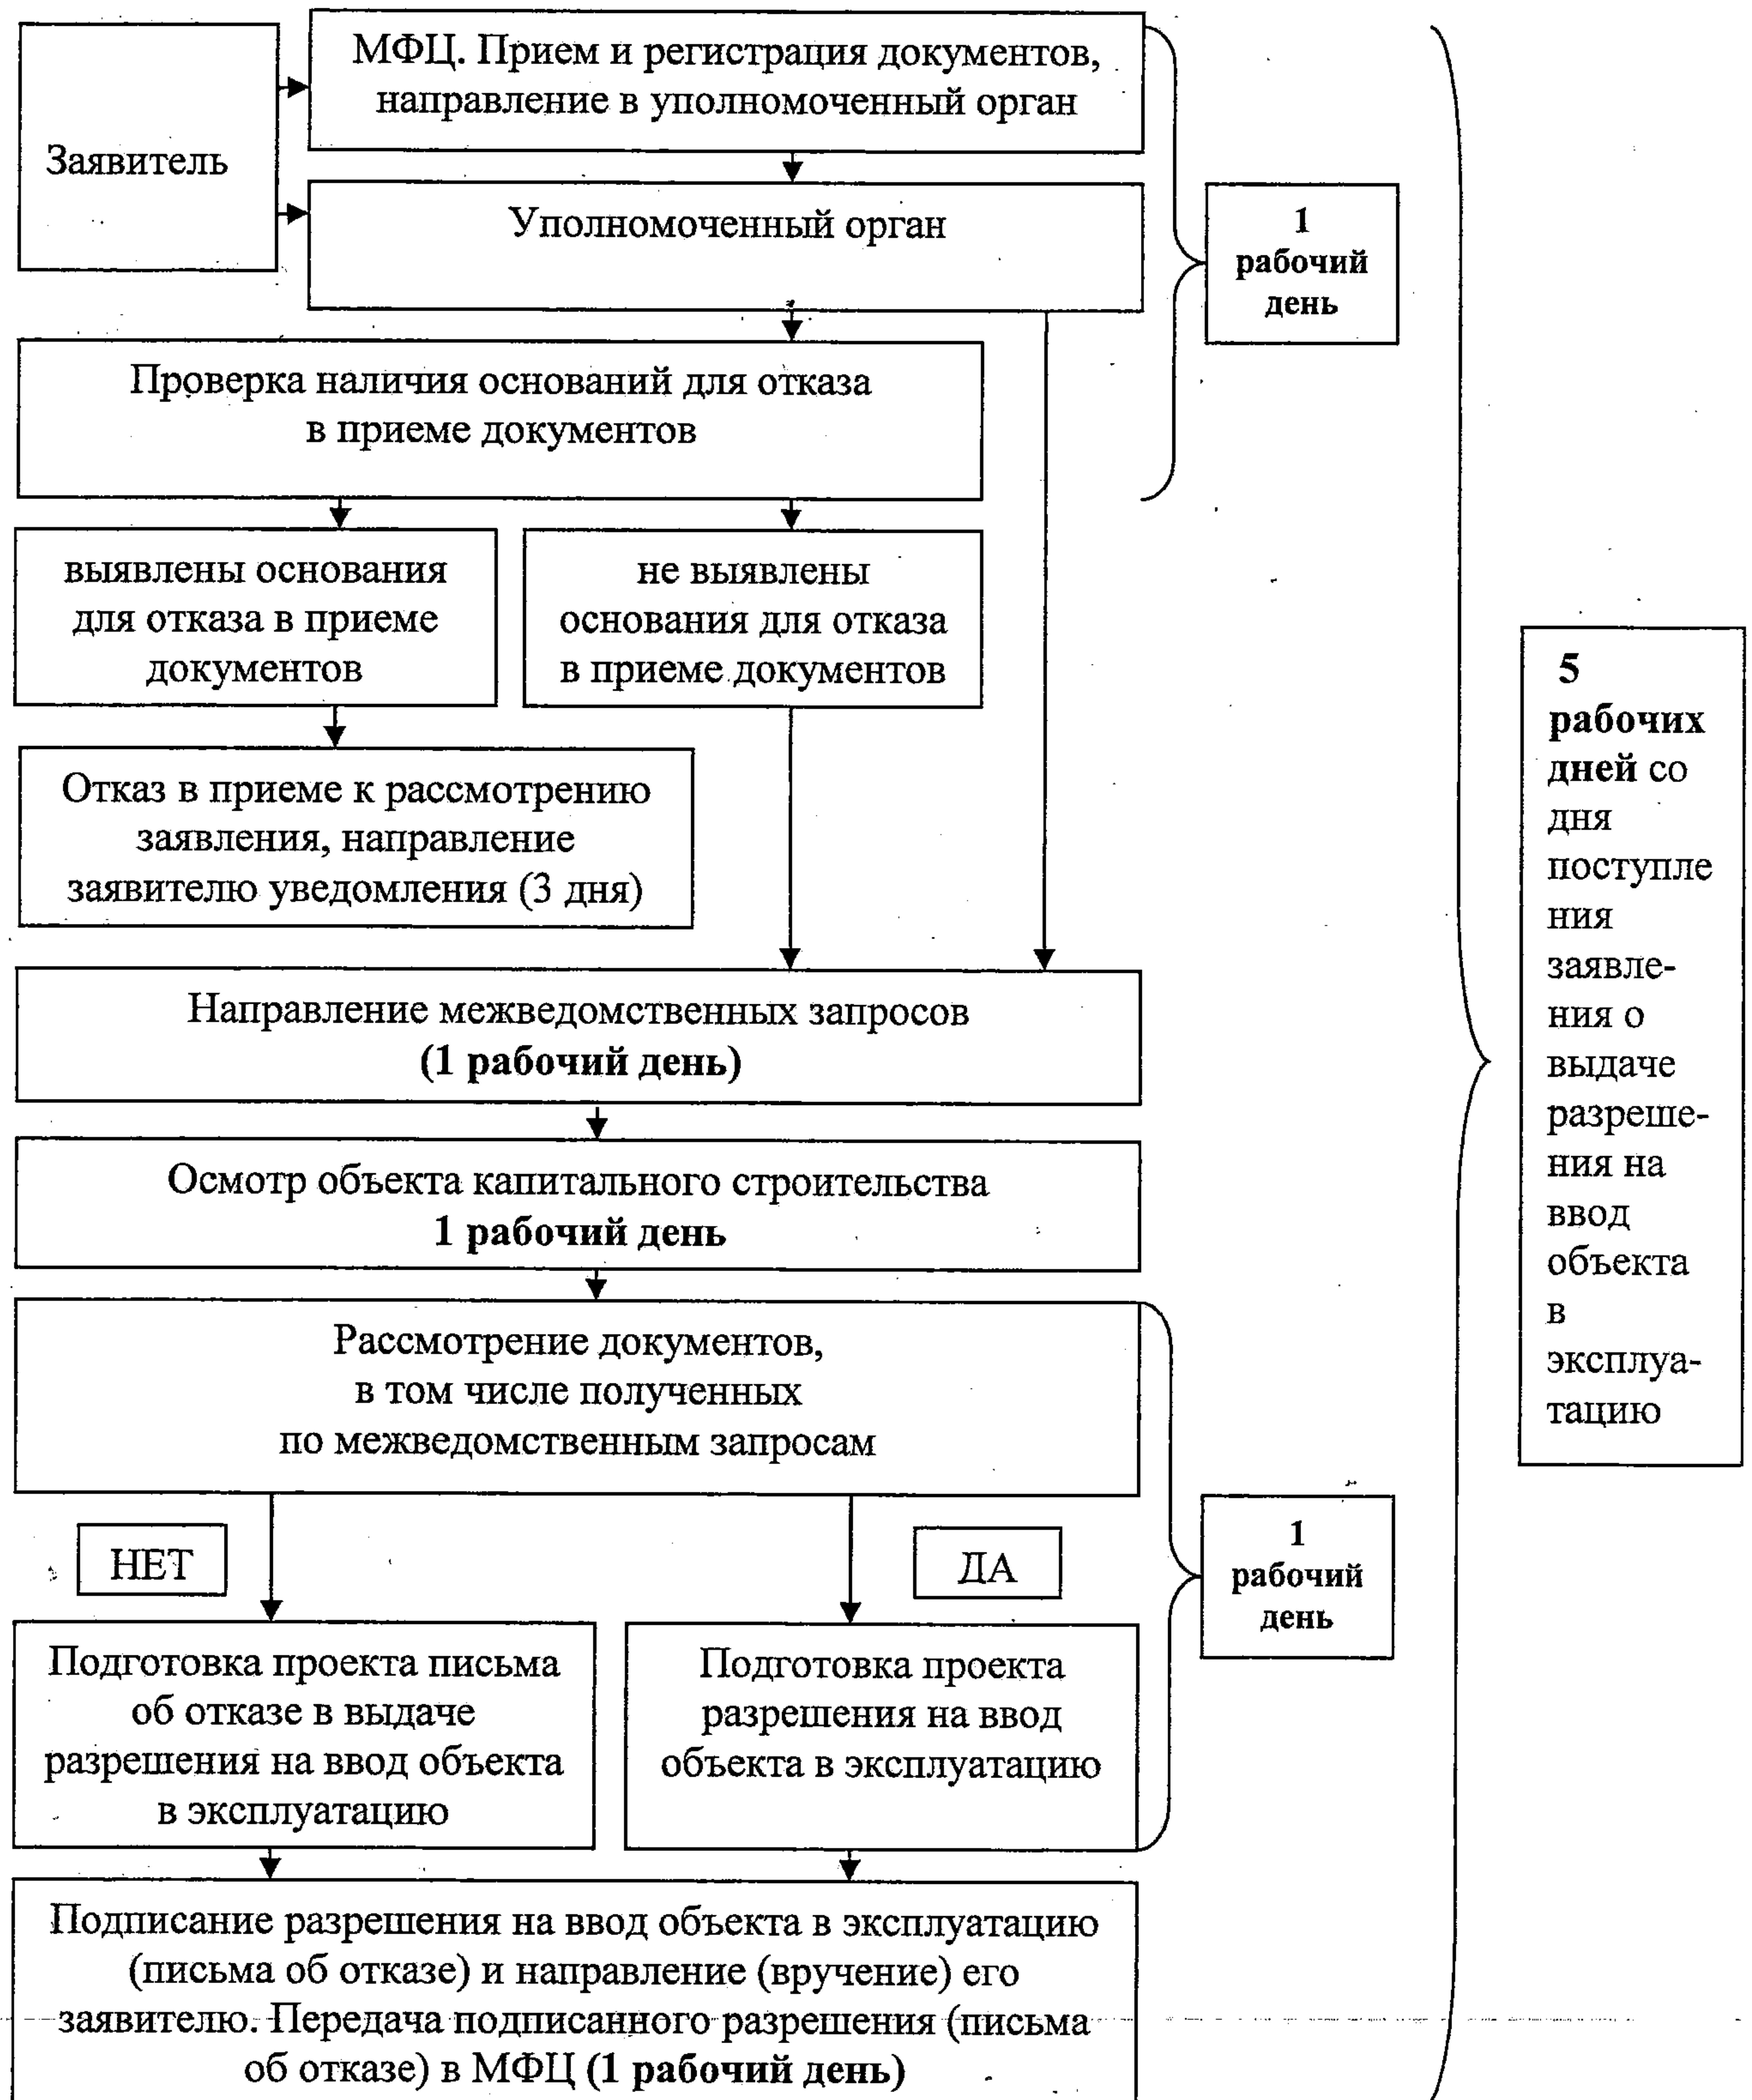 Заявитель
МФЦ. Прием и регистрация документов,
направление в уполномоченный орган
Уполномоченный орган
1
рабочий
день
Проверка наличия оснований для отказа
в приеме документов
выявлены основания
для отказа в приеме
документов
не выявлены
основания для отказа
в приеме документов
Отказ в приеме к рассмотрению
заявления, направление
заявителю уведомления (3 дня)
Направление межведомственных запросов
(1 рабочий день)
Осмотр объекта капитального строительства
1 рабочий день
Рассмотрение документов,
в том числе полученных
по межведомственным запросам
НЕТ
ДА
1
рабочий
день
Подготовка проекта письма
об отказе в выдаче
разрешения на ввод объекта
в эксплуатацию
Подготовка проекта
разрешения на ввод
объекта в эксплуатацию
Подписание разрешения на ввод объекта в эксплуатацию
(письма об отказе) и направление (вручение) его
заявителю. Передача подписанного разрешения (письма
об отказе) в МФЦ (1 рабочий день)
5
рабочих
дней со
дня
поступле
ния
заявле-
ния о
выдаче
разреше-
ния на
ввод
объекта
в
эксплуа-
тацию